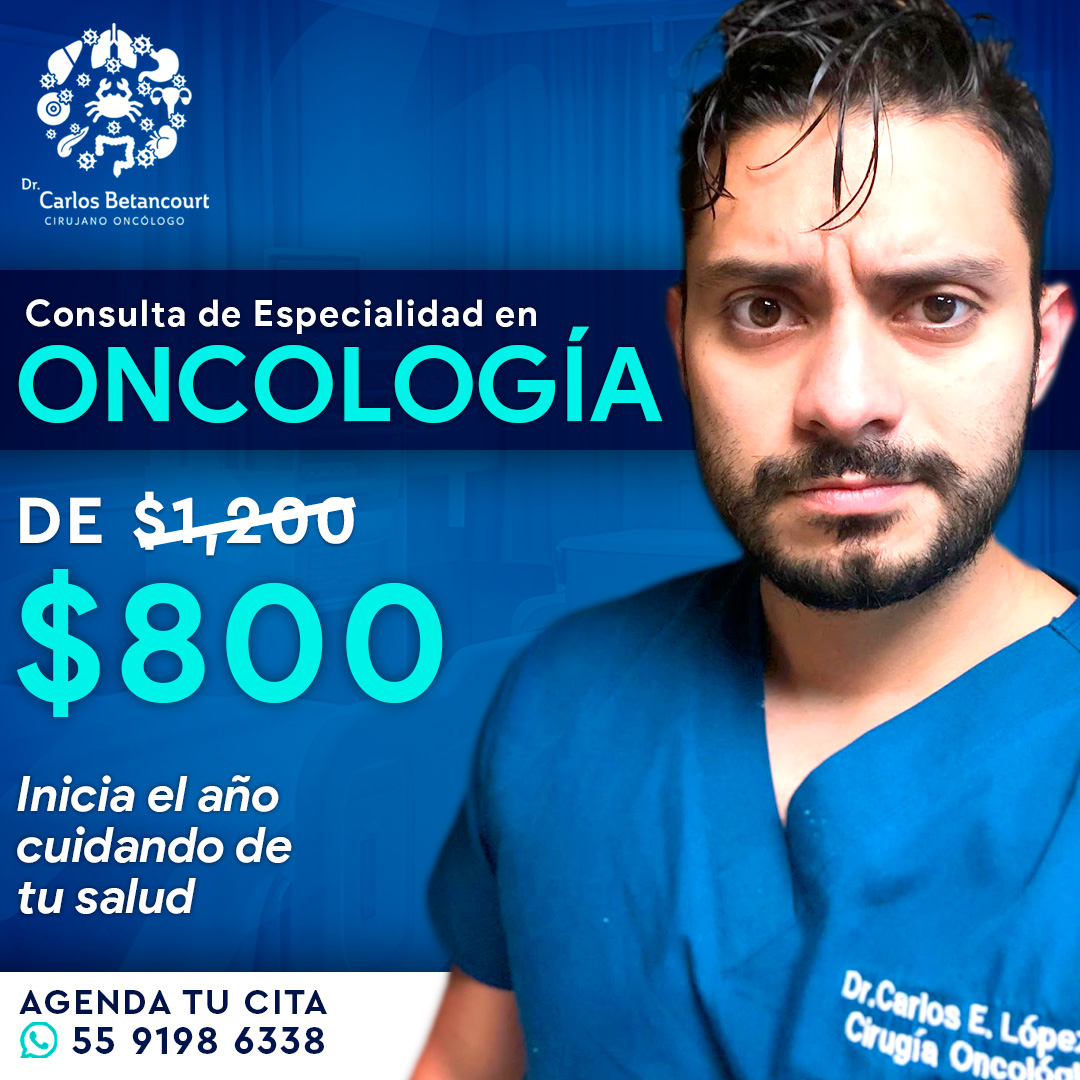 Dr.
Carlos Betancourt
CIRUJANO ONCÓLOGO
Consulta de Especialidad en
ONCOLOGÍA
DE $1,200
$800
Inicia el año
cuidando de
tu salud
AGENDA TU CITA
55 9198 6338
Dr.Carlos E. López
Cirugía Oncológi